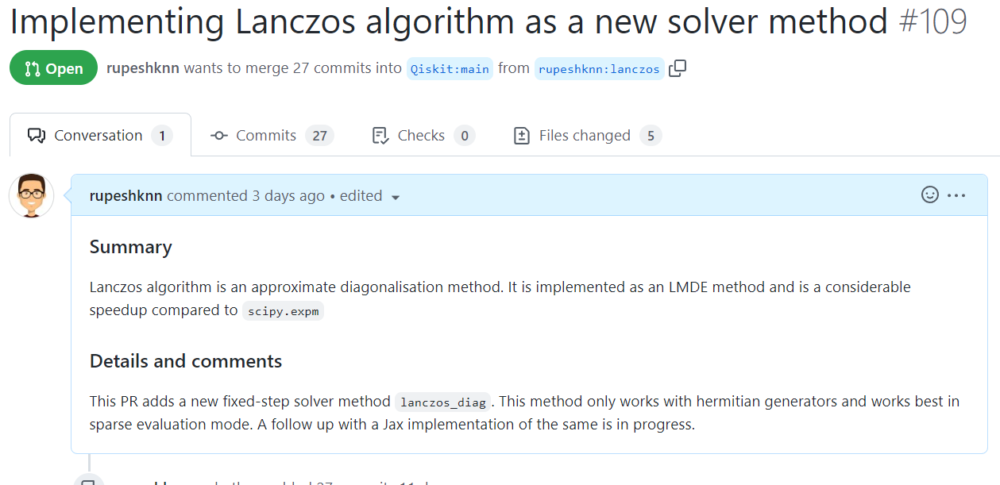 Implementing Lanczos algorithm as a new solver method #109
Open rupeshknn wants to merge 27 commits into Qiskit:main from rupeshknn:lanczos
Conversation 1 Commits 27 Checks 0 Files changed 5
rupeshknn commented 3 days ago • edited
Summary
Lanczos algorithm is an approximate diagonalisation method. It is implemented as an LMDE method and is a considerable
speedup compared to scipy.expm
Details and comments
This PR adds a new fixed-step solver method lanczos_diag. This method only works with hermitian generators and works best in
sparse evaluation mode. A follow up with a Jax implementation of the same is in progress.